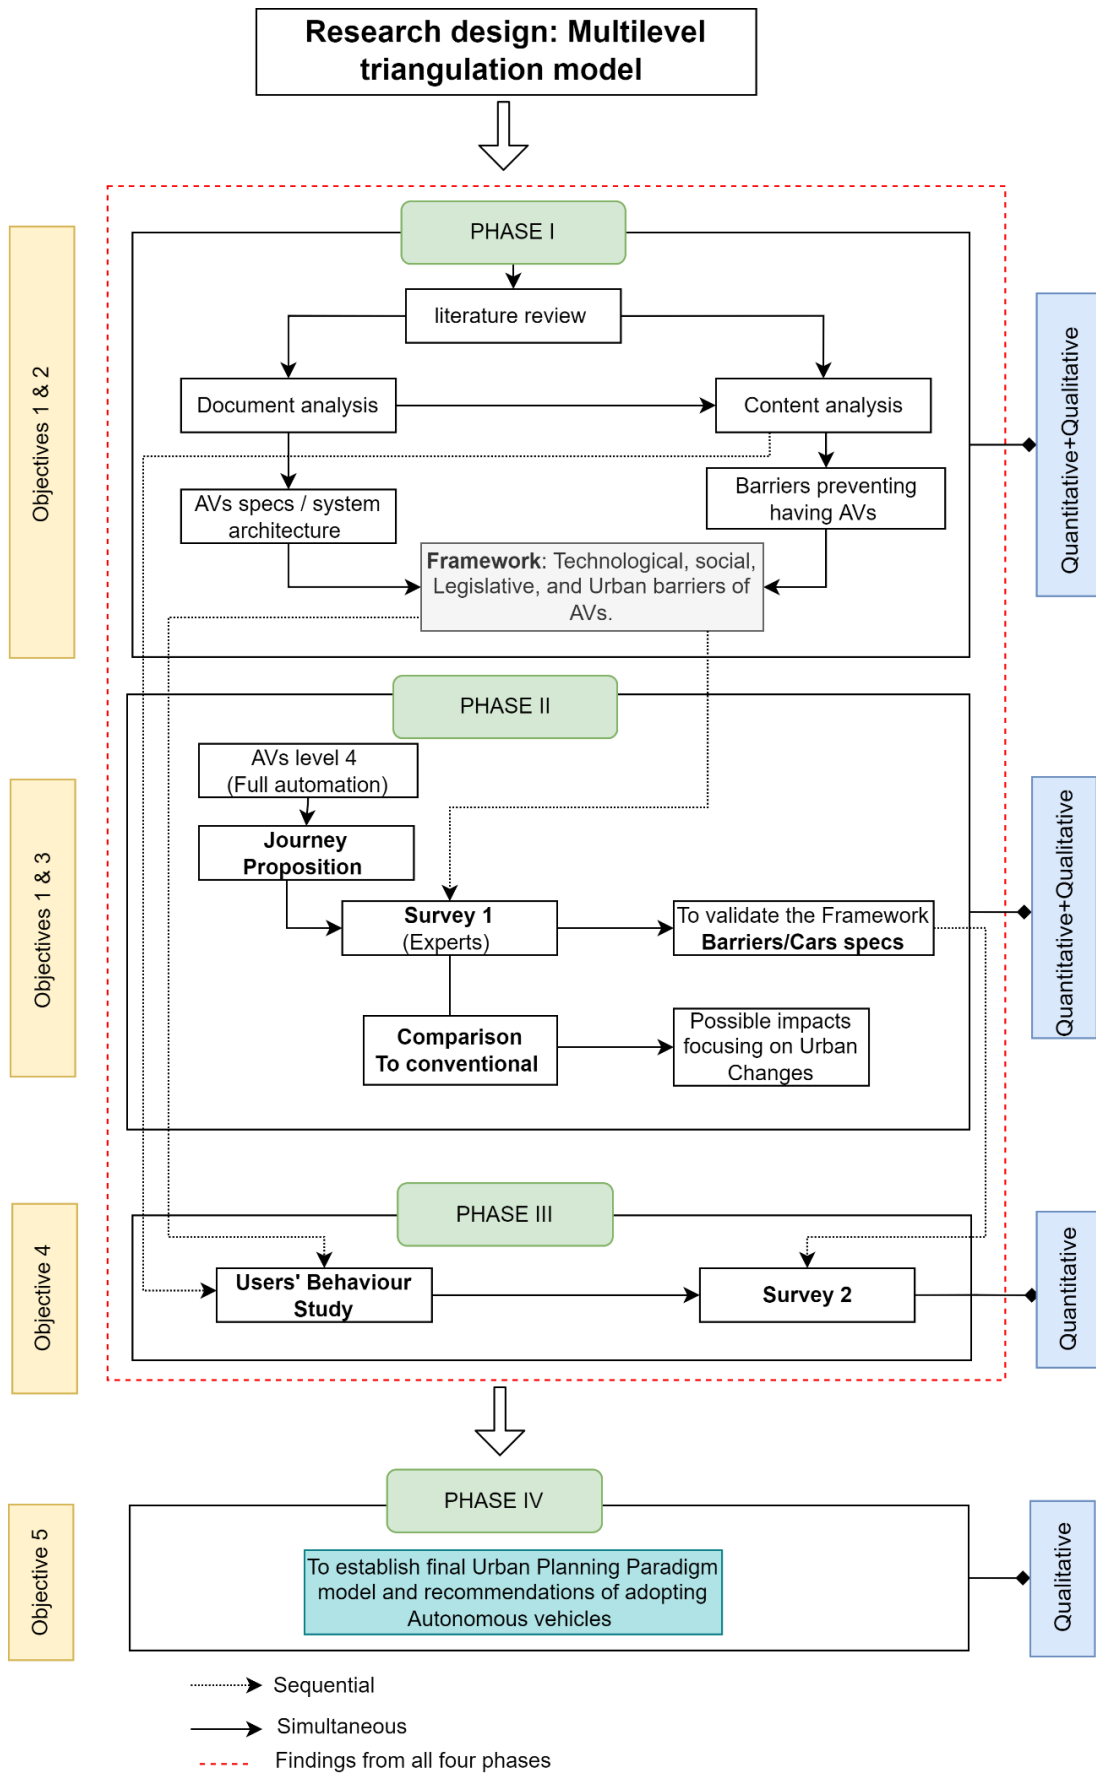 Research design: Multilevel
triangulation model
PHASE I
literature review
Document analysis
Content analysis
AVs specs / system
architecture
Barriers preventing
having AVs
Framework: Technological, social,
Legislative, and Urban barriers of
AVs.
Objectives 1 & 2
Quantitative+Qualitative
PHASE II
AVs level 4
(Full automation)
Journey
Proposition
Survey 1
(Experts)
To validate the Framework
Barriers/Cars specs
Comparison
To conventional
Possible impacts
focusing on Urban
Changes
Objectives 1 & 3
Quantitative+Qualitative
PHASE III
Users' Behaviour
Study
Survey 2
Objective 4
Quantitative
PHASE IV
To establish final Urban Planning Paradigm
model and recommendations of adopting
Autonomous vehicles
Objective 5
Qualitative
Sequential
Simultaneous
Findings from all four phases